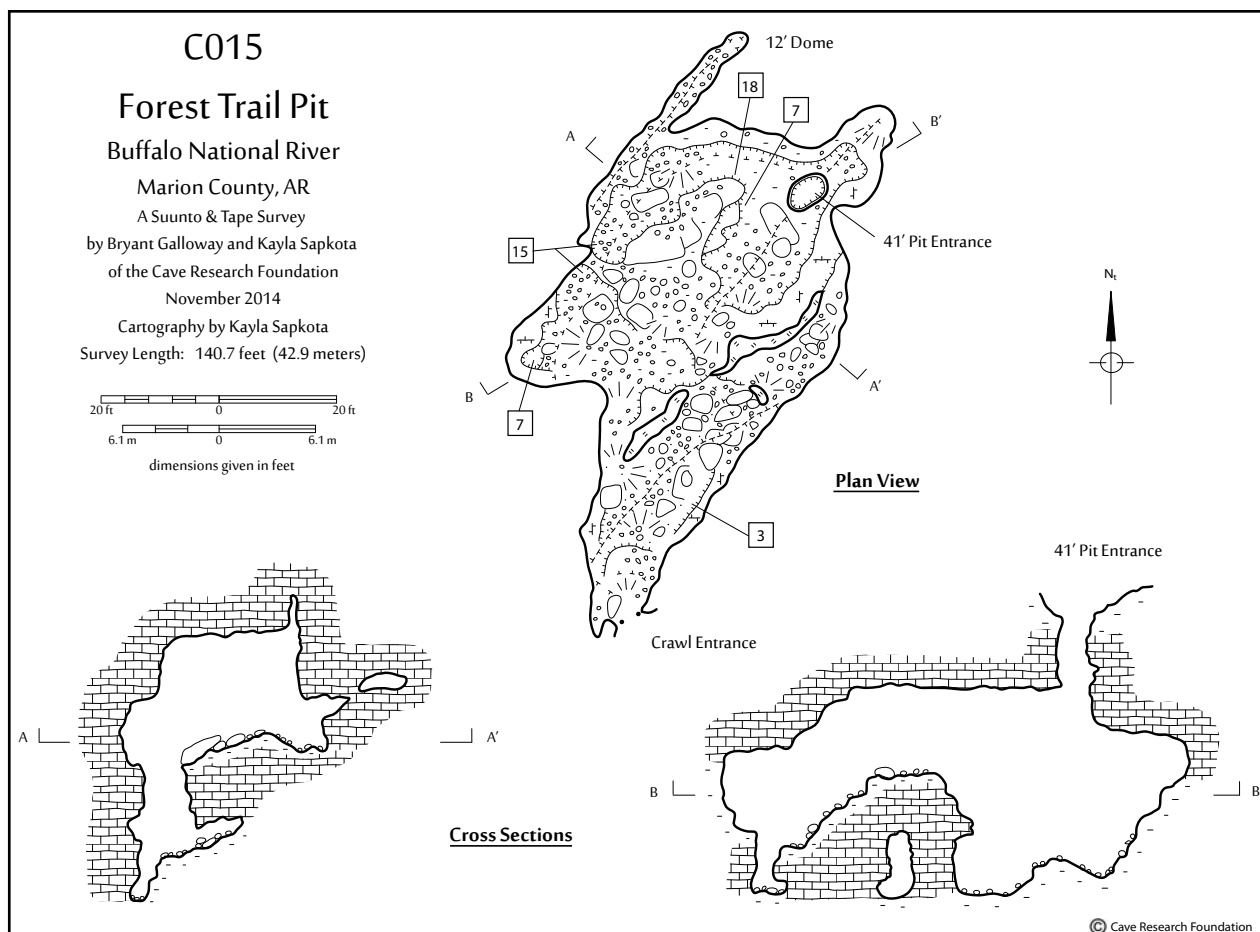 C015
Forest Trail Pit
Buffalo National River
Marion County, AR
A Suunto & Tape Survey
by Bryant Galloway and Kayla Sapkota
of the Cave Research Foundation
November 2014
Cartography by Kayla Sapkota
Survey Length: 140.7 feet (42.9 meters)
20 ft 0 20 ft
6.1 m 0 6.1 m
dimensions given in feet
12' Dome
18
7
A
B'
15
41' Pit Entrance
Nt
B
A'
7
Plan View
3
Crawl Entrance
41' Pit Entrance
A A'
B B
Cross Sections
© Cave Research Foundation